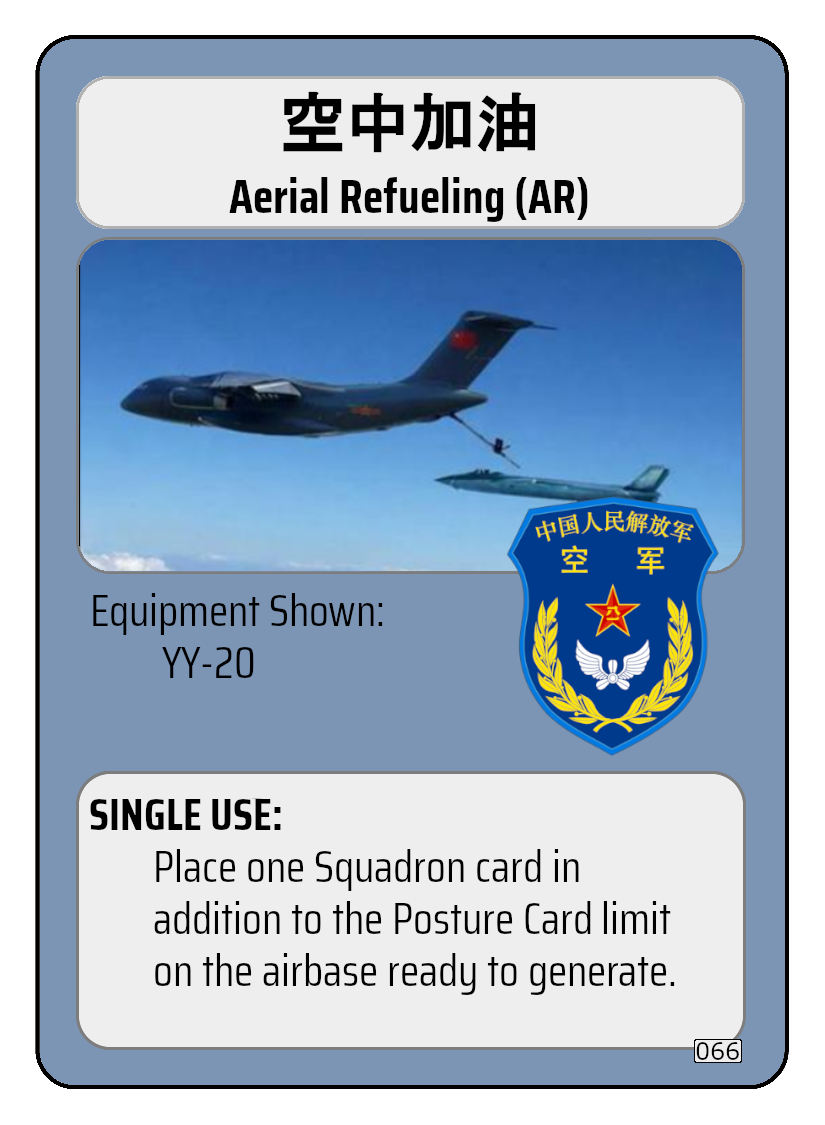 空中加油
Aerial Refueling (AR)
中国人民解放军
空 军
八一
Equipment Shown:
YY-20
SINGLE USE:
Place one Squadron card in
addition to the Posture Card limit
on the airbase ready to generate.
066